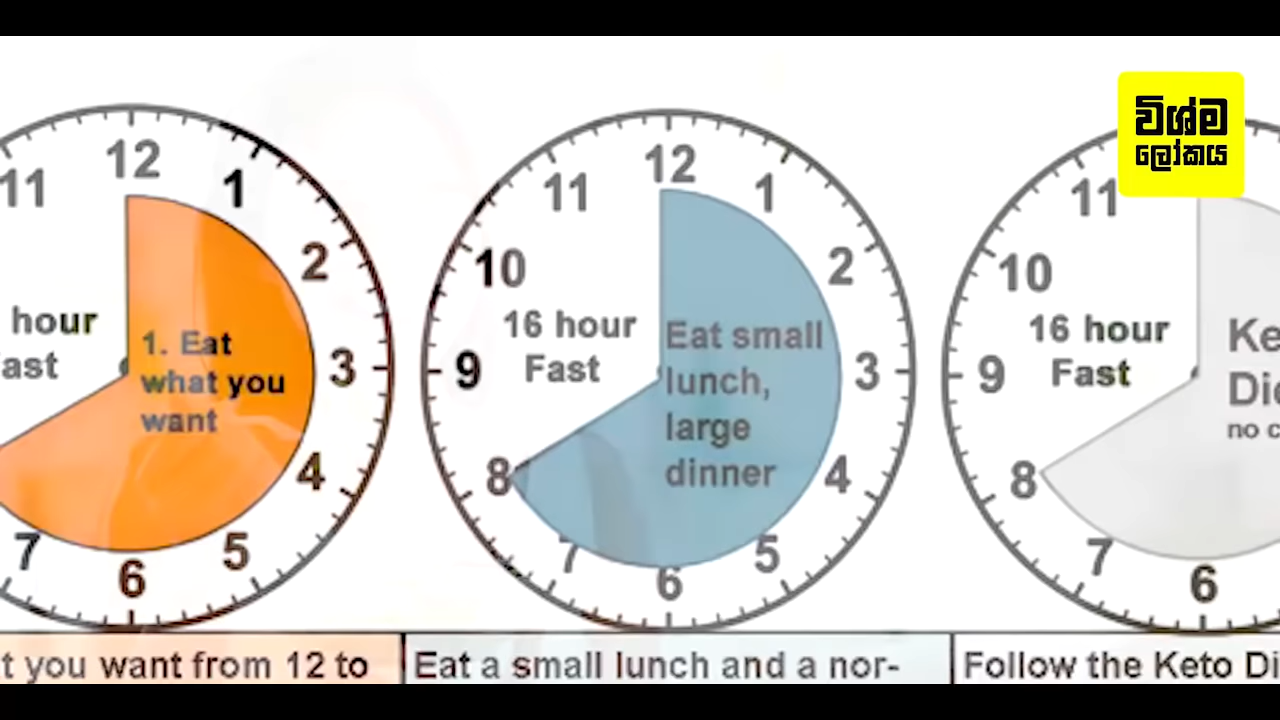 විශ්ම
ලෝකය
12
11
1
2
3
4
5
6
7
hour
1. Eat
what you
want
12
11
1
10
2
9
3
8
4
7
5
6
16 hour
Fast
Eat small
lunch,
large
dinner
11
10
9
8
7
6
16 hour
Fast
you want from 12 to
Eat a small lunch and a nor-
Follow the Keto